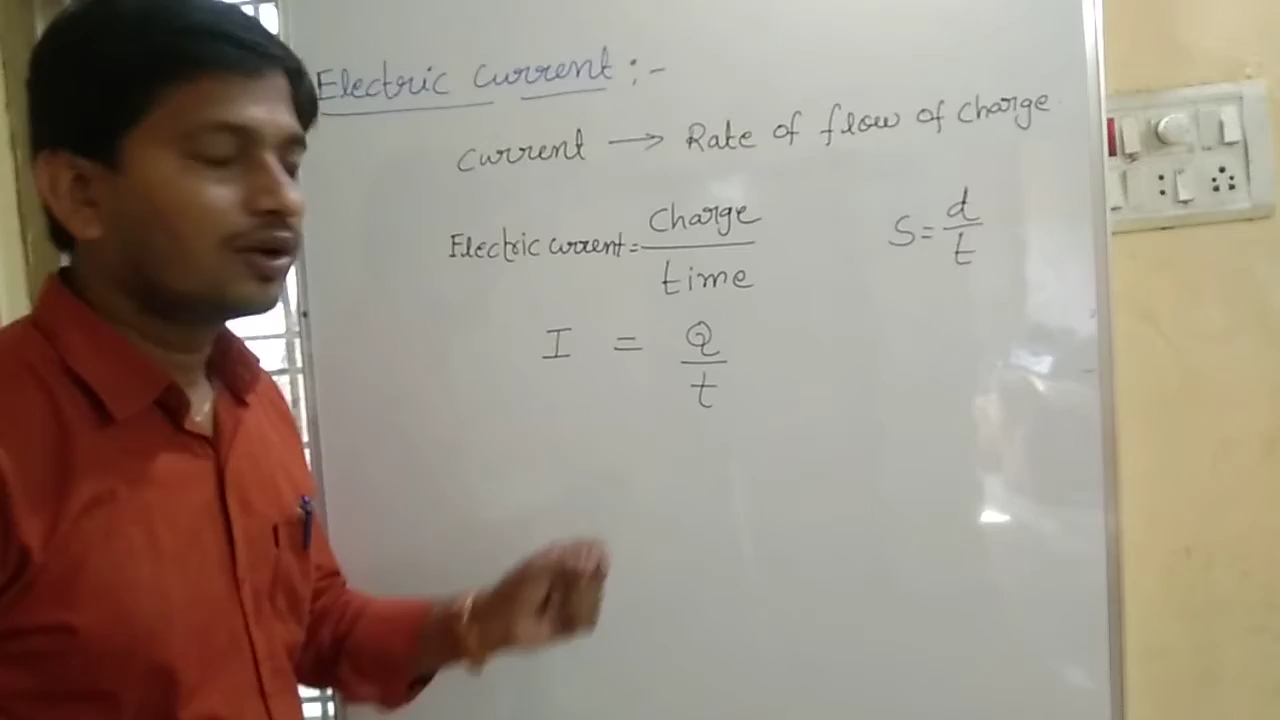 Electric Current :-
Current → Rate of flow of charge
Electric current = Charge / time
S = d / t
I = Q / t